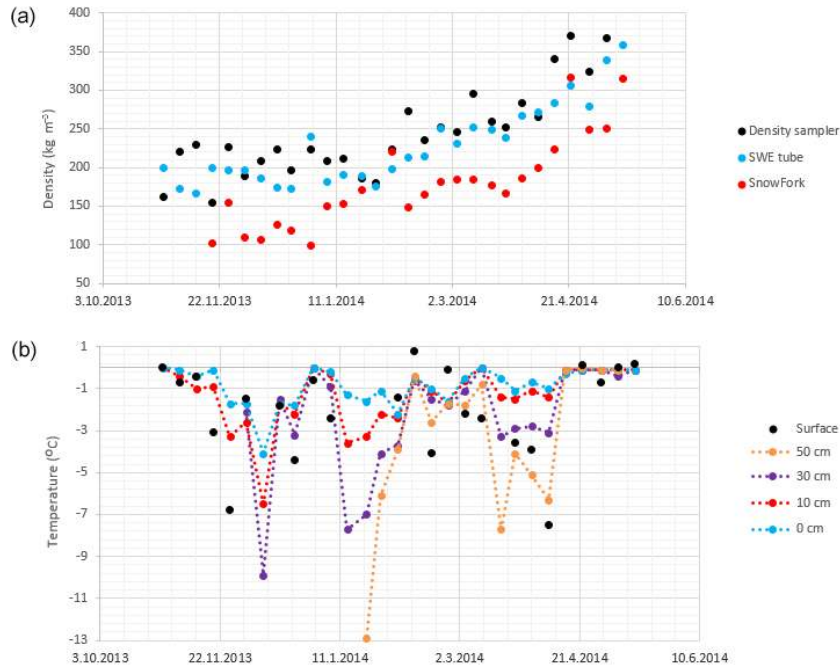 (a)
400
350
300
250
200
150
100
50
Density (kg m⁻³)
3.10.2013 22.11.2013 11.1.2014 2.3.2014 21.4.2014 10.6.2014
Density sampler
SWE tube
SnowFork
(b)
1
-1
-3
-5
-7
-9
-11
-13
Temperature (⁰C)
3.10.2013 22.11.2013 11.1.2014 2.3.2014 21.4.2014 10.6.2014
Surface
50 cm
30 cm
10 cm
0 cm